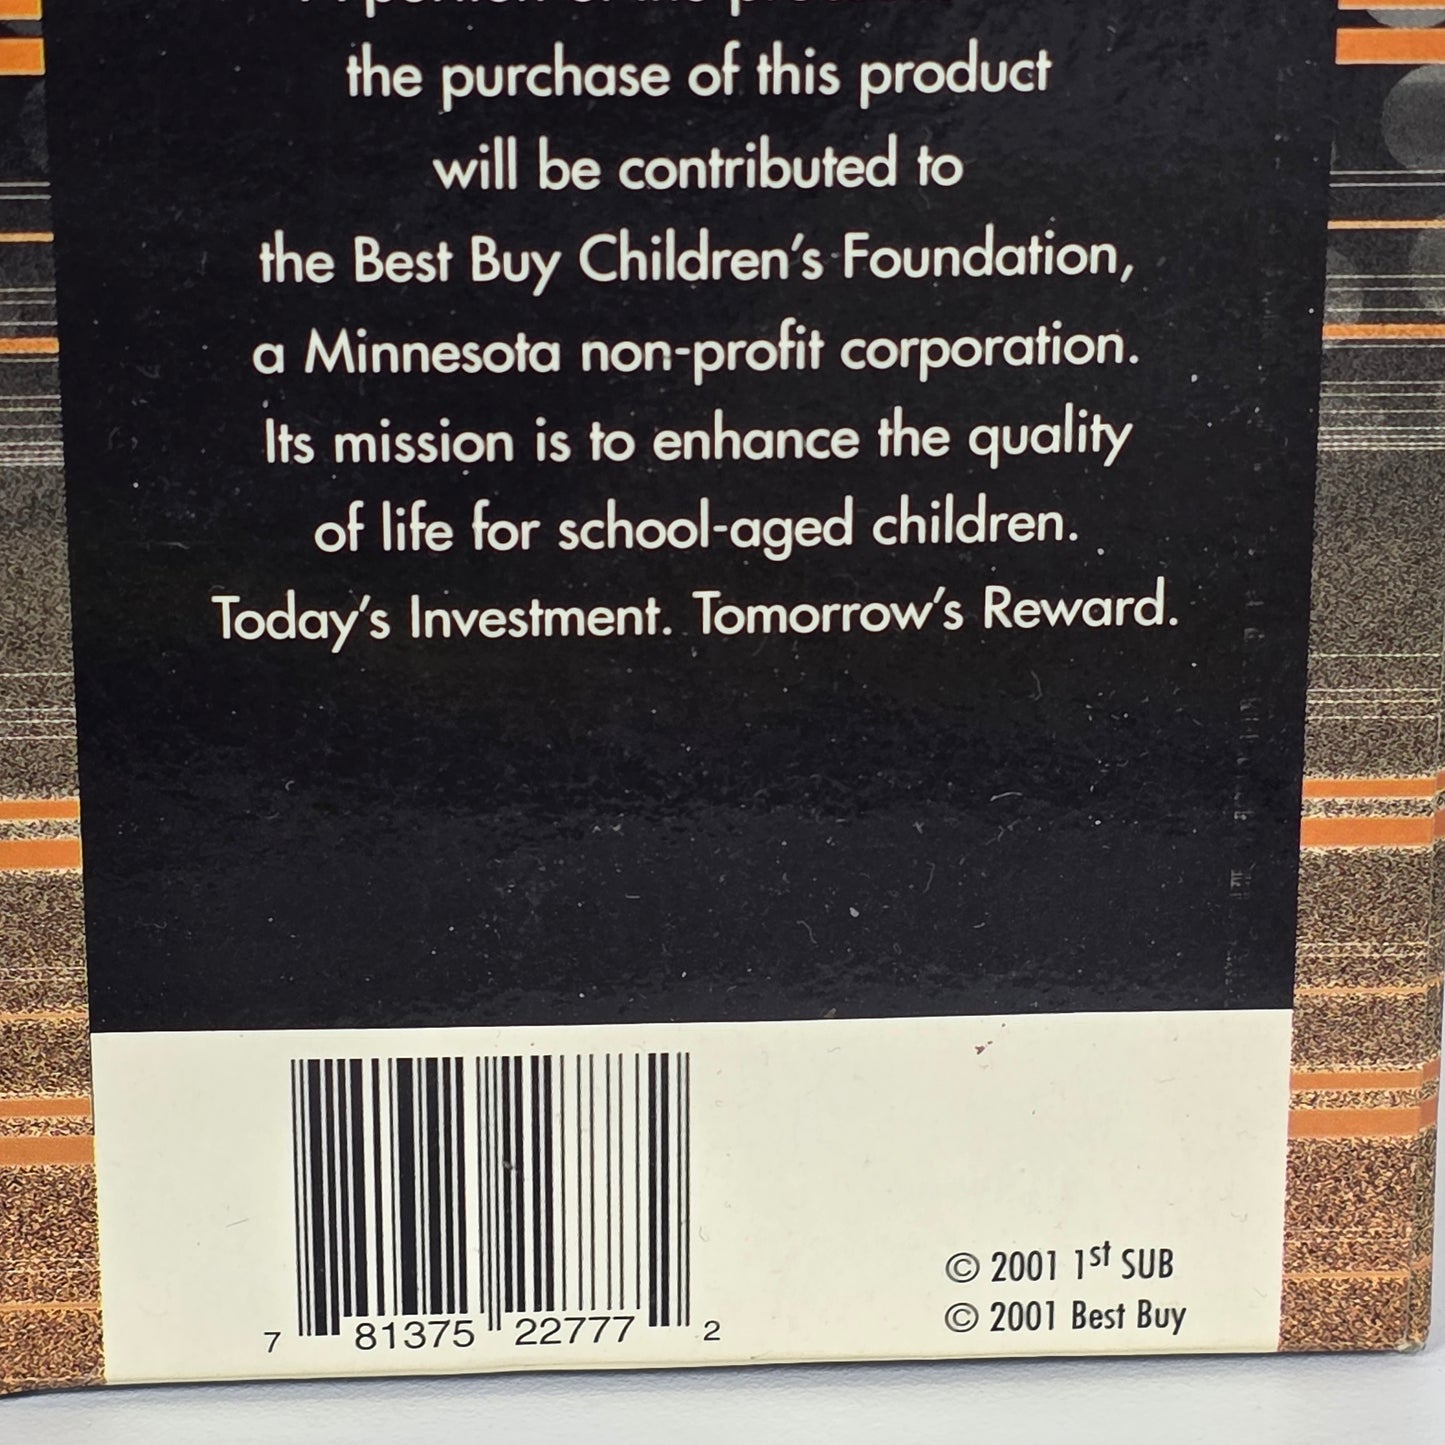 the purchase of this product
will be contributed to
the Best Buy Children's Foundation,
a Minnesota non-profit corporation.
Its mission is to enhance the quality
of life for school-aged children.
Today's Investment. Tomorrow's Reward.
7 81375 22777 2
© 2001 1st SUB
© 2001 Best Buy